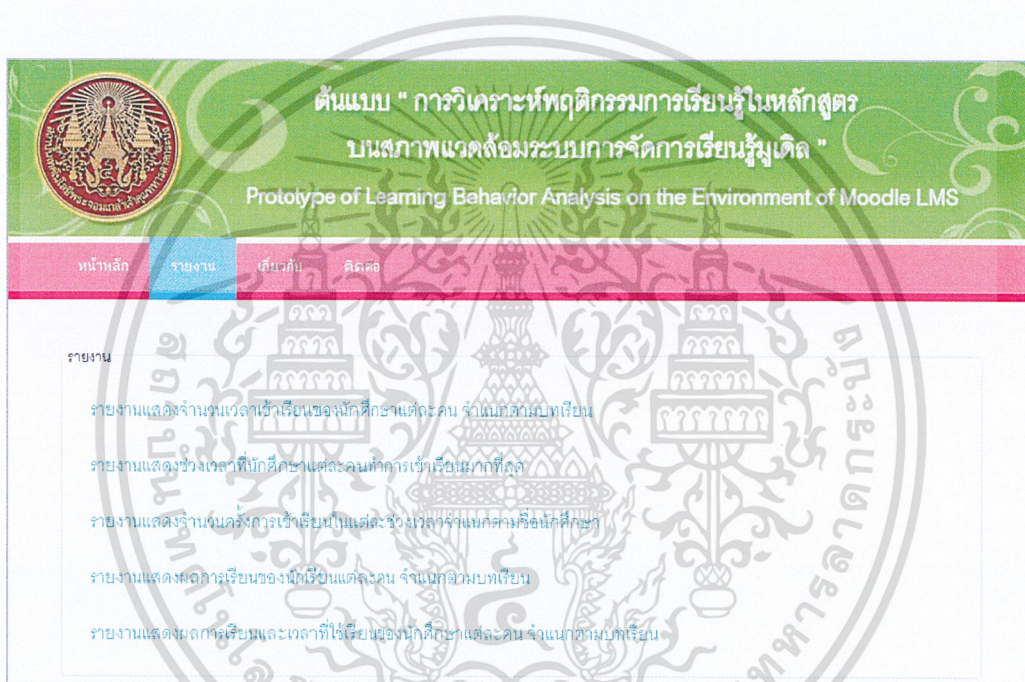 ต้นแบบ " การวิเคราะห์พฤติกรรมการเรียนรู้ในหลักสูตร
บนสภาพแวดล้อมระบบการจัดการเรียนรู้มูเดิล "
Prototype of Learning Behavior Analysis on the Environment of Moodle LMS
หน้าหลัก รายงาน เกี่ยวกับ ติดต่อ
รายงาน
รายงานแสดงจำนวนเวลาเข้าเรียนของนักศึกษาแต่ละคน จำแนกตามบทเรียน
รายงานแสดงช่วงเวลาที่นักศึกษาแต่ละคนทำการเข้าเรียนมากที่สุด
รายงานแสดงจำนวนครั้งการเข้าเรียนในแต่ละช่วงเวลาจำแนกตามชื่อนักศึกษา
รายงานแสดงผลการเรียนของนักเรียนแต่ละคน จำแนกตามบทเรียน
รายงานแสดงผลการเรียนและเวลาที่ใช้เรียนของนักศึกษาแต่ละคน จำแนกตามบทเรียน